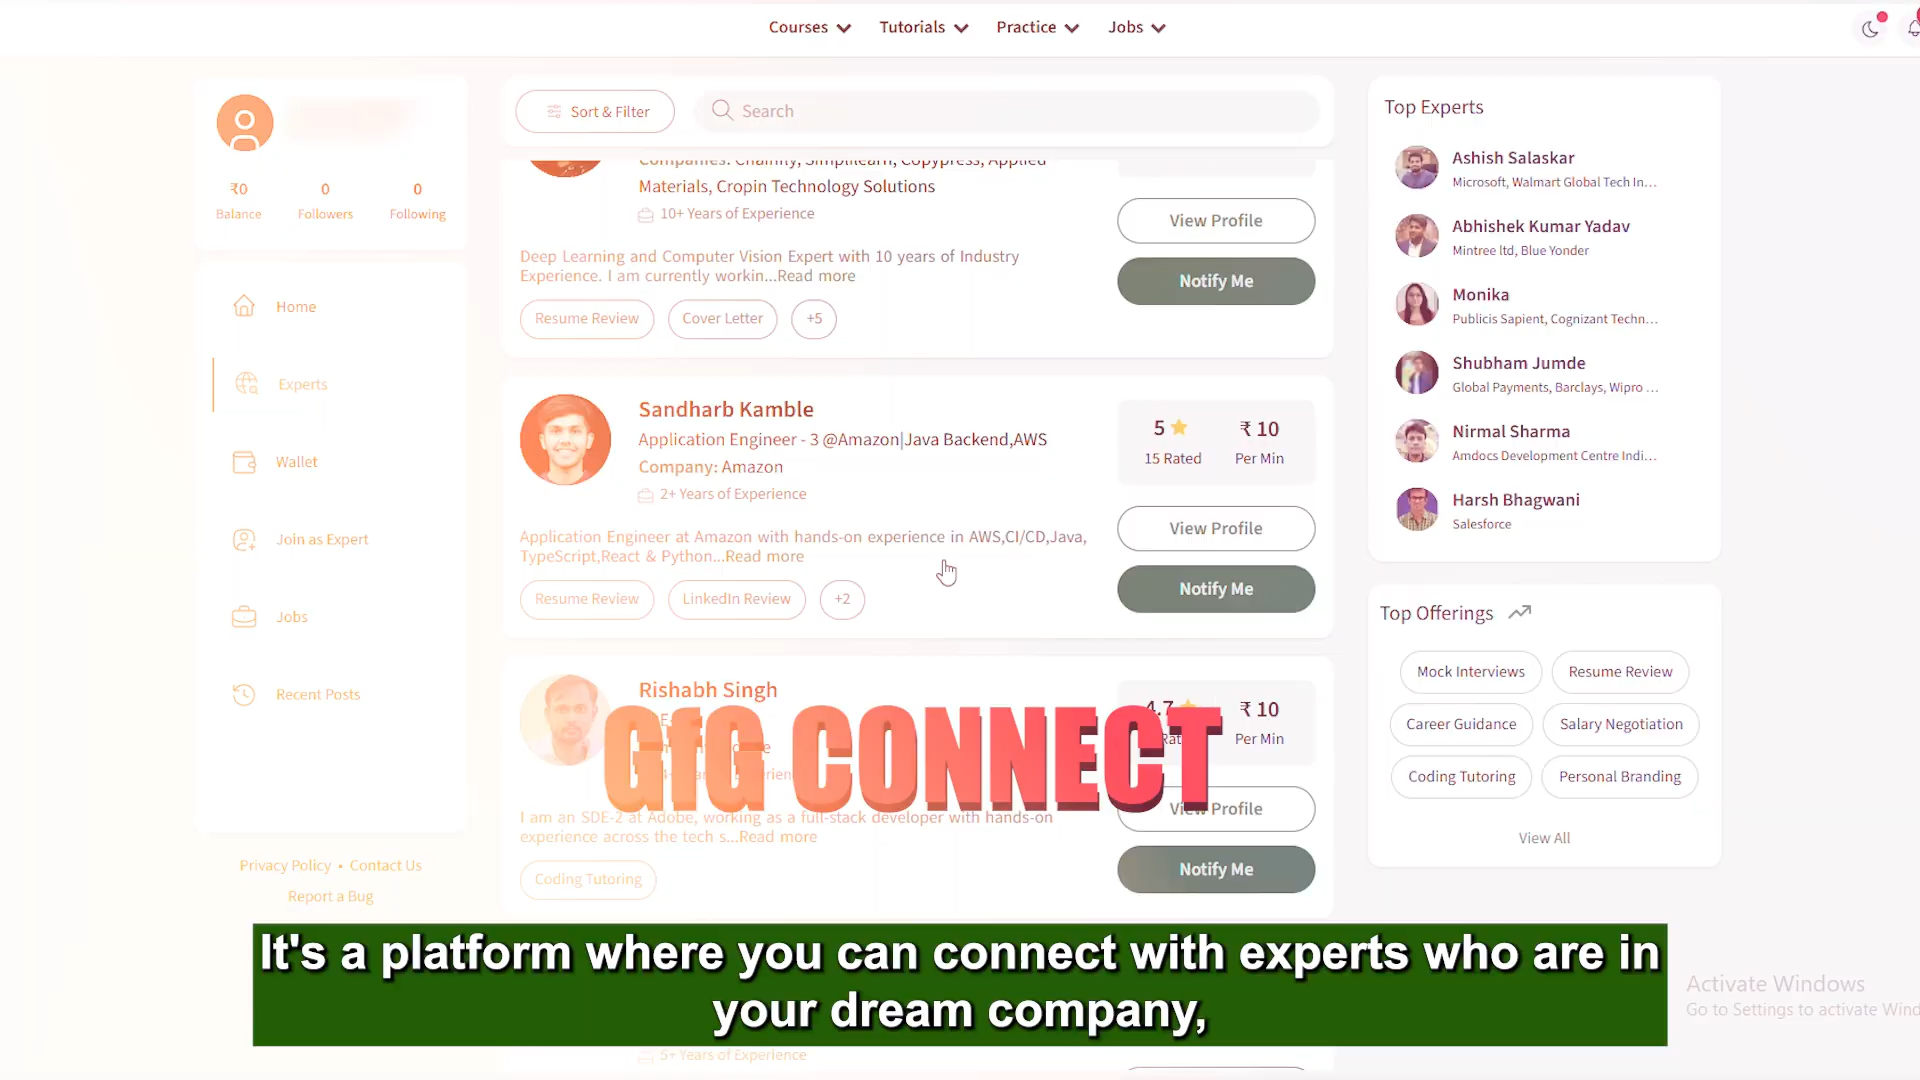 Courses
Tutorials
Practice
Jobs
₹0
Balance
0
Followers
0
Following
Home
Experts
Wallet
Join as Expert
Jobs
Recent Posts
Privacy Policy • Contact Us
Report a Bug
Sort & Filter
Search
Companies: Chainfly, Simplilearn, Copypress, Applied
Materials, Cropin Technology Solutions
10+ Years of Experience
Deep Learning and Computer Vision Expert with 10 years of Industry
Experience. I am currently workin...Read more
Resume Review
Cover Letter
+5
View Profile
Notify Me
Sandharb Kamble
Application Engineer - 3 @Amazon|Java Backend,AWS
Company: Amazon
2+ Years of Experience
Application Engineer at Amazon with hands-on experience in AWS,CI/CD,Java,
TypeScript,React & Python...Read more
Resume Review
LinkedIn Review
+2
5
15 Rated
₹ 10
Per Min
View Profile
Notify Me
Rishabh Singh
I am an SDE-2 at Adobe, working as a full-stack developer with hands-on
experience across the tech s...Read more
Coding Tutoring
4.7
₹ 10
Per Min
View Profile
Notify Me
5+ Years of Experience
GfG CONNECT
Top Experts
Ashish Salaskar
Microsoft, Walmart Global Tech In...
Abhishek Kumar Yadav
Mintree ltd, Blue Yonder
Monika
Publicis Sapient, Cognizant Techn...
Shubham Jumde
Global Payments, Barclays, Wipro ...
Nirmal Sharma
Amdocs Development Centre Indi...
Harsh Bhagwani
Salesforce
Top Offerings
Mock Interviews
Resume Review
Career Guidance
Salary Negotiation
Coding Tutoring
Personal Branding
View All
It's a platform where you can connect with experts who are in
your dream company,
Activate Windows
Go to Settings to activate Wind